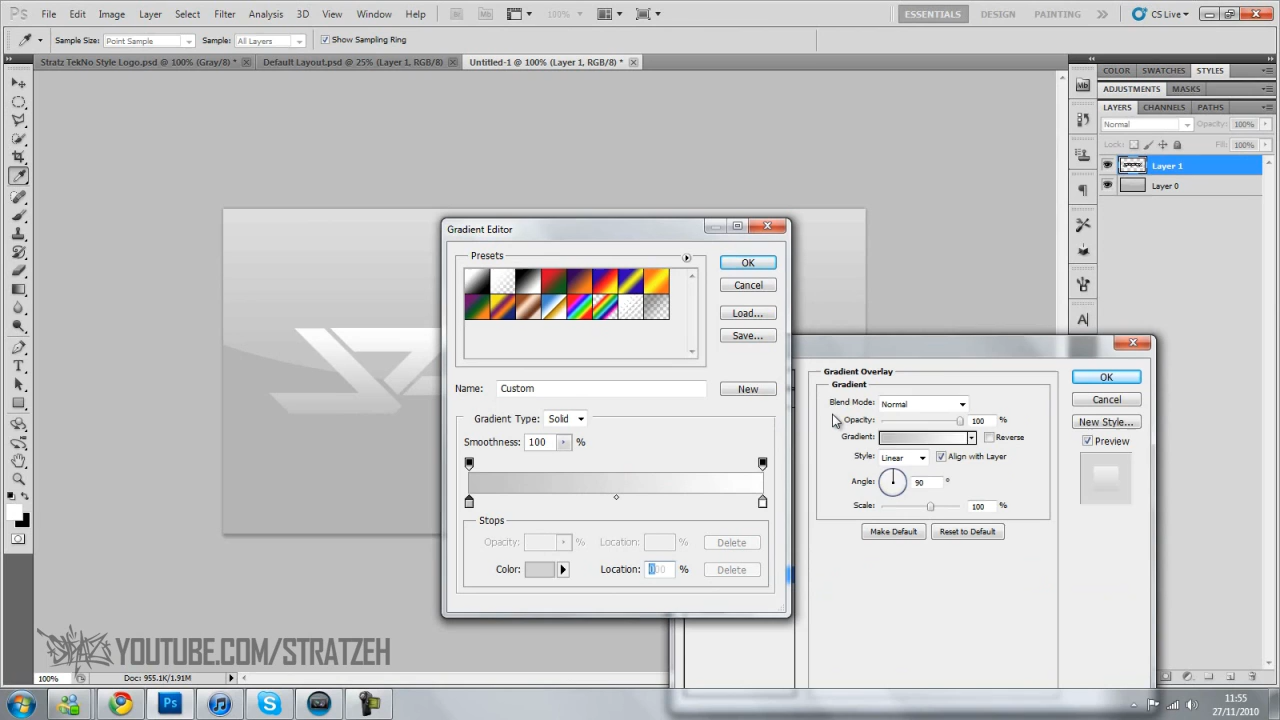 Ps File Edit Image Layer Select Filter Analysis 3D View Window Help Mb 100% ESSENTIALS DESIGN PAINTING CS Live
Sample Size: Point Sample Sample: All Layers Show Sampling Ring
Stratz TekNo Style Logo.psd @ 100% (Gray/8) * Default Layout.psd @ 25% (Layer 1, RGB/8) Untitled-1 @ 100% (Layer 1, RGB/8) *
COLOR SWATCHES STYLES
ADJUSTMENTS MASKS
LAYERS CHANNELS PATHS
Normal Opacity: 100%
Lock: Fill: 100%
Layer 1
Layer 0
Gradient Editor
Presets
OK
Cancel
Load...
Save...
Name: Custom New
Gradient Type: Solid
Smoothness: 100 %
Stops
Opacity: % Location: % Delete
Color: Location: 0 % Delete
Gradient Overlay
Gradient
Blend Mode: Normal
Opacity: 100 %
Gradient: Reverse
Style: Linear Align with Layer
Angle: 90 °
Scale: 100 %
Make Default Reset to Default
OK
Cancel
New Style...
Preview
YOUTUBE.COM/STRATZEH
100% Doc: 955.1K/1.91M
Ps
11:55
27/11/2010